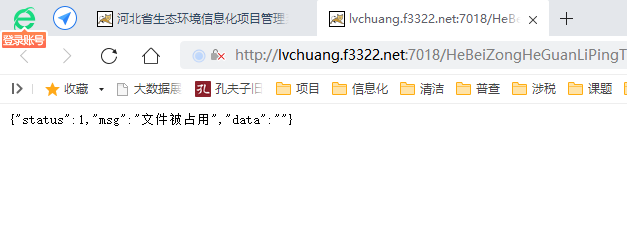 河北省生态环境信息化项目管理
lvchuang.f3322.net:7018/HeBe
登录账号
http://lvchuang.f3322.net:7018/HeBeiZongHeGuanLiPingT
收藏 大数据展 孔 孔夫子旧 项目 信息化 清洁 普查 涉税 课题
{"status":1,"msg":"文件被占用","data":""}